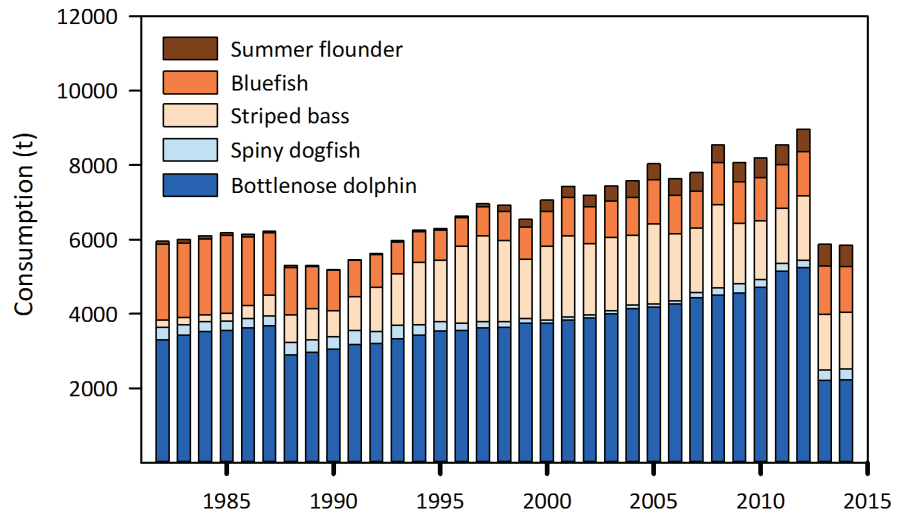 12000
10000
8000
6000
4000
2000
Consumption (t)
Summer flounder
Bluefish
Striped bass
Spiny dogfish
Bottlenose dolphin
1985 1990 1995 2000 2005 2010 2015